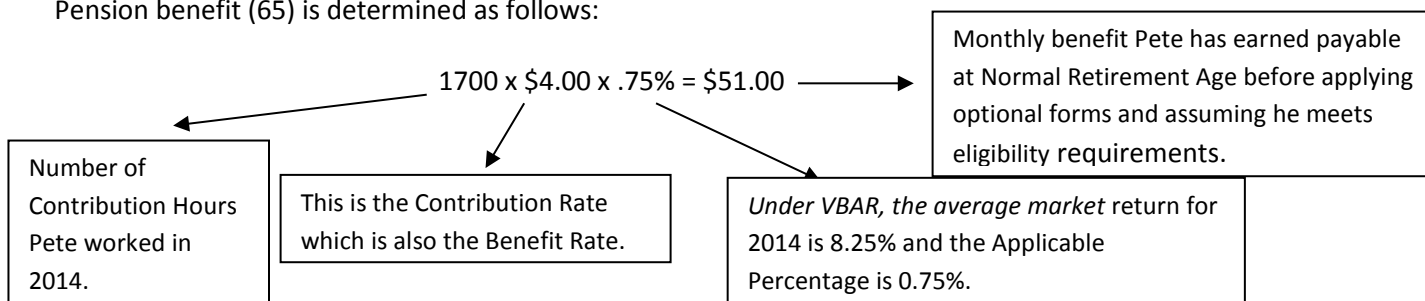 Pension benefit (65) is determined as follows:
1700 x $4.00 x .75% = $51.00
Monthly benefit Pete has earned payable
at Normal Retirement Age before applying
optional forms and assuming he meets
eligibility requirements.
Number of
Contribution Hours
Pete worked in
2014.
This is the Contribution Rate
which is also the Benefit Rate.
Under VBAR, the average market return for
2014 is 8.25% and the Applicable
Percentage is 0.75%.